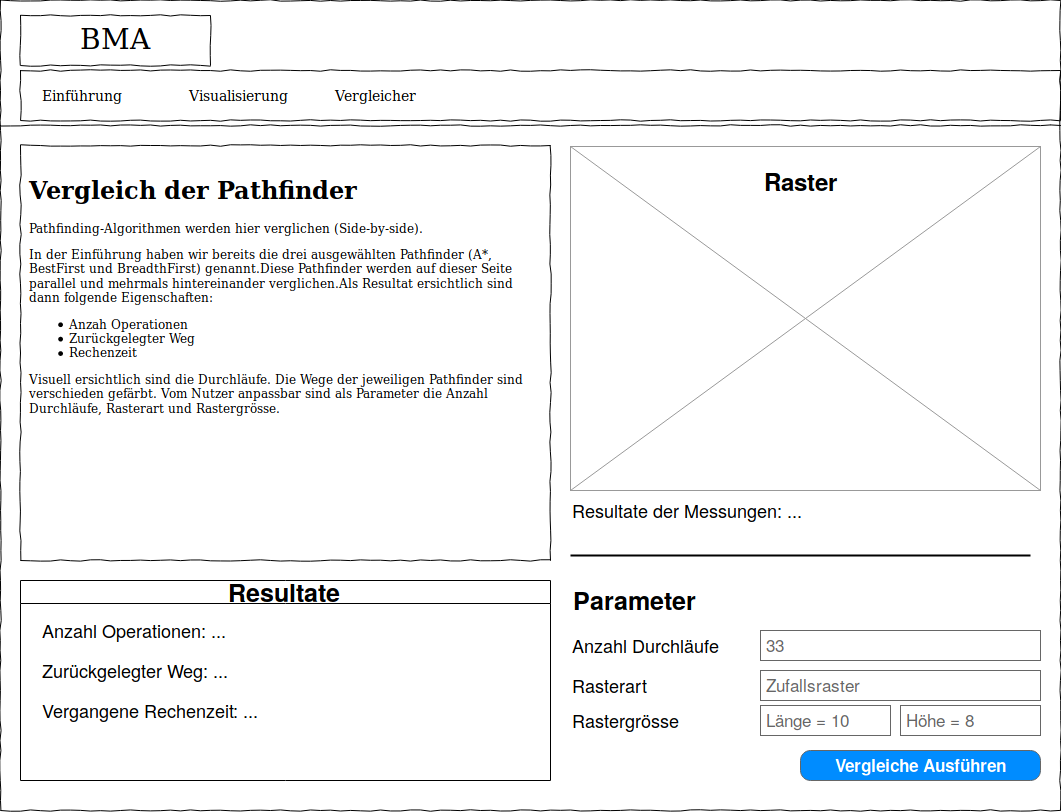 BMA
Einführung Visualisierung Vergleicher
Vergleich der Pathfinder
Pathfinding-Algorithmen werden hier verglichen (Side-by-side).
In der Einführung haben wir bereits die drei ausgewählten Pathfinder (A*,
BestFirst und BreadthFirst) genannt.Diese Pathfinder werden auf dieser Seite
parallel und mehrmals hintereinander verglichen.Als Resultat ersichtlich sind
dann folgende Eigenschaften:
• Anzah Operationen
• Zurückgelegter Weg
• Rechenzeit
Visuell ersichtlich sind die Durchläufe. Die Wege der jeweiligen Pathfinder sind
verschieden gefärbt. Vom Nutzer anpassbar sind als Parameter die Anzahl
Durchläufe, Rasterart und Rastergrösse.
Resultate
Anzahl Operationen: ...
Zurückgelegter Weg: ...
Vergangene Rechenzeit: ...
Raster
Resultate der Messungen: ...
Parameter
Anzahl Durchläufe 33
Rasterart Zufallsraster
Rastergrösse Länge = 10 Höhe = 8
Vergleiche Ausführen